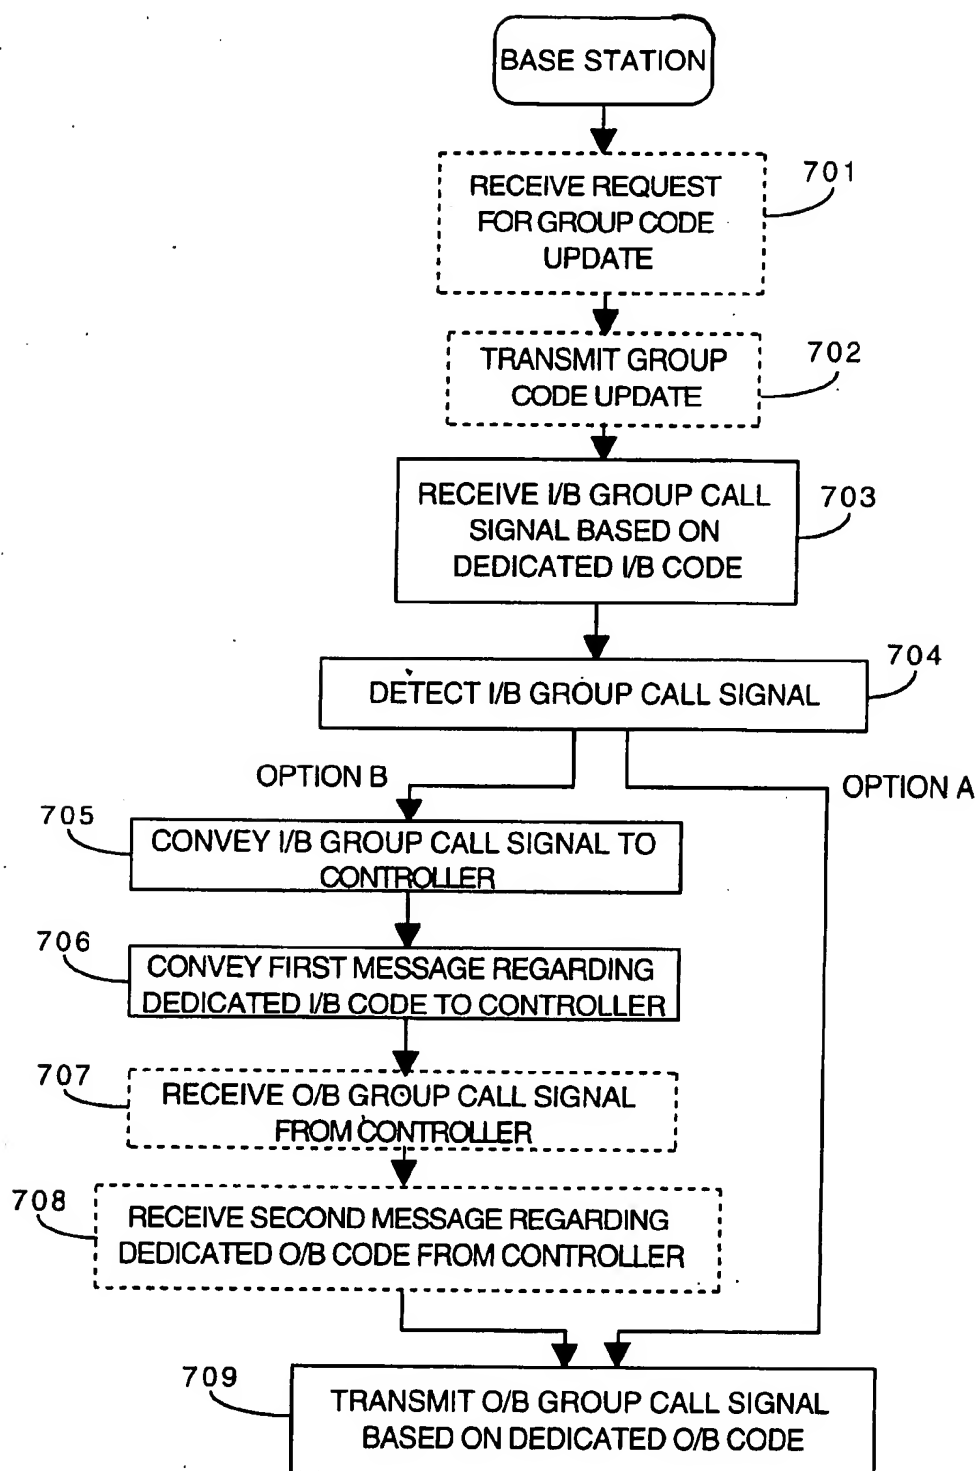 BASE STATION
701
RECEIVE REQUEST
FOR GROUP CODE
UPDATE
702
TRANSMIT GROUP
CODE UPDATE
703
RECEIVE I/B GROUP CALL
SIGNAL BASED ON
DEDICATED I/B CODE
704
DETECT I/B GROUP CALL SIGNAL
OPTION B
OPTION A
705
CONVEY I/B GROUP CALL SIGNAL TO
CONTROLLER
706
CONVEY FIRST MESSAGE REGARDING
DEDICATED I/B CODE TO CONTROLLER
707
RECEIVE O/B GROUP CALL SIGNAL
FROM CONTROLLER
708
RECEIVE SECOND MESSAGE REGARDING
DEDICATED O/B CODE FROM CONTROLLER
709
TRANSMIT O/B GROUP CALL SIGNAL
BASED ON DEDICATED O/B CODE